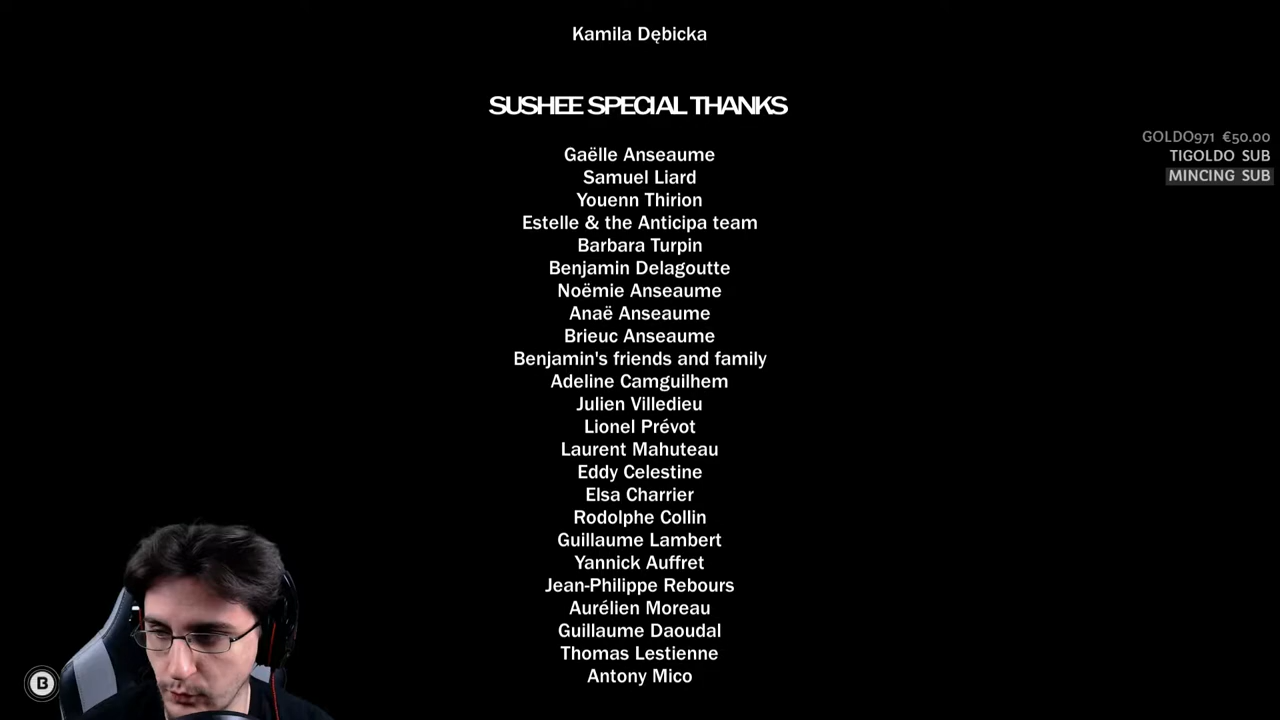 Kamila Dębicka
SUSHEE SPECIAL THANKS
Gaëlle Anseaume
Samuel Liard
Youenn Thirion
Estelle & the Anticipa team
Barbara Turpin
Benjamin Delagoutte
Noëmie Anseaume
Anaë Anseaume
Brieuc Anseaume
Benjamin's friends and family
Adeline Camguilhem
Julien Villedieu
Lionel Prévot
Laurent Mahuteau
Eddy Celestine
Elsa Charrier
Rodolphe Collin
Guillaume Lambert
Yannick Auffret
Jean-Philippe Rebours
Aurélien Moreau
Guillaume Daoudal
Thomas Lestienne
Antony Mico
GOLDO971 €50.00
TIGOLDO SUB
MINCING SUB
B